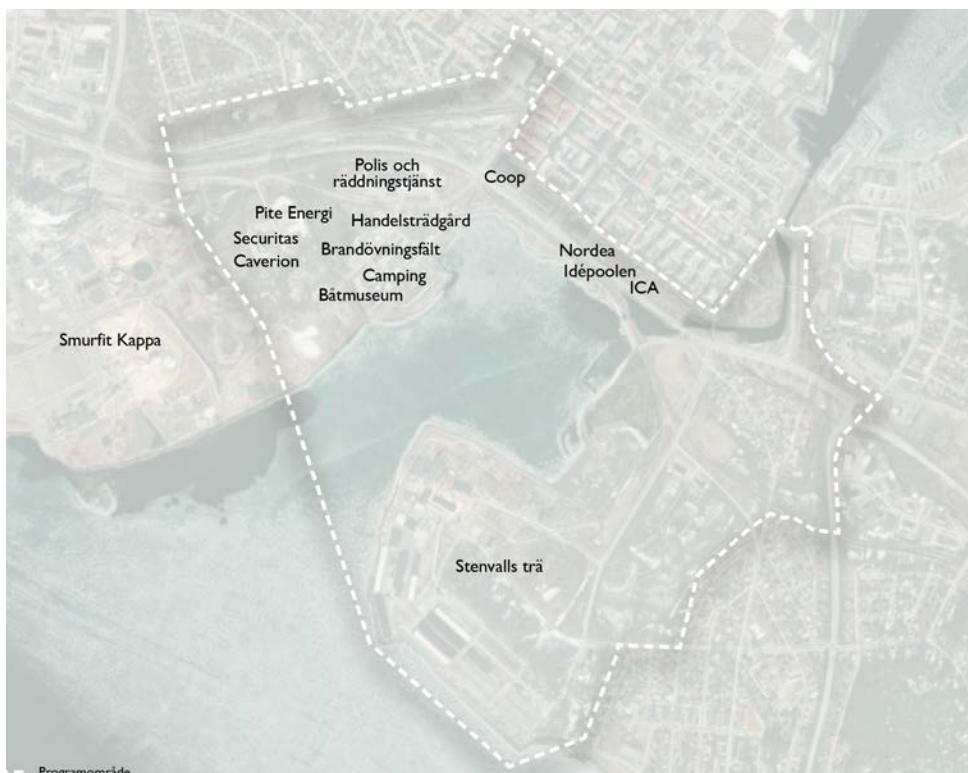 Polis och
räddningstjänst
Coop
Pite Energi
Handelsträdgård
Securitas
Brandövningsfält
Nordea
Caverion
Idépoolen
Camping
ICA
Båtmuseum
Smurfit Kappa
Stenvalls trä
Programområde